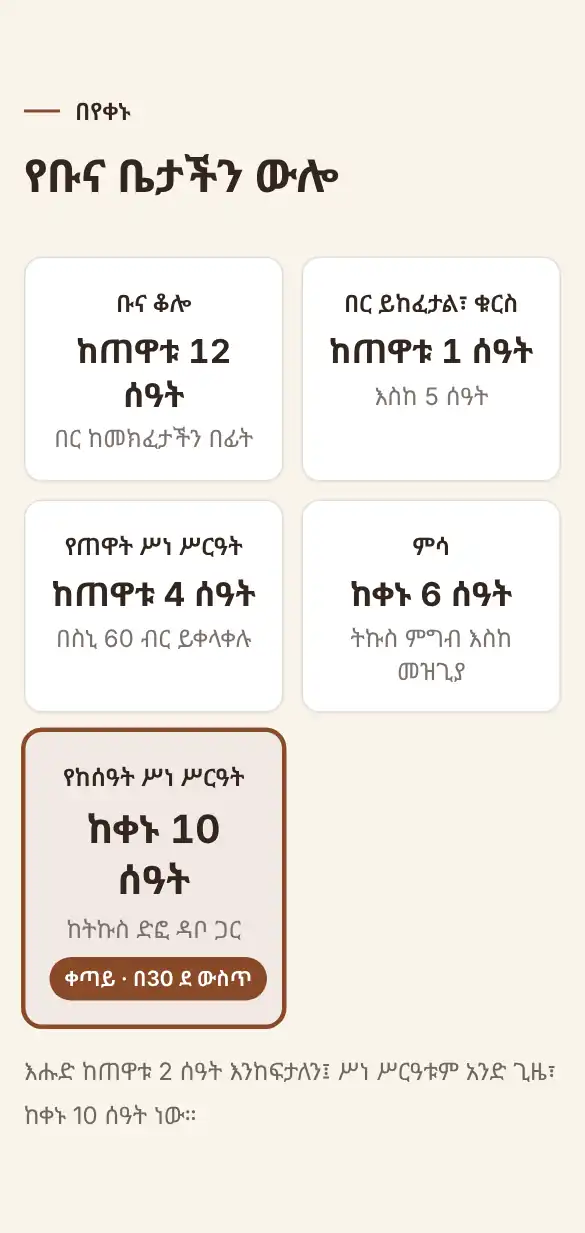 በየቀኑ
የቡና ቤታችን ውሎ
ቡና ቆሎ
ከጠዋቱ 12
ሰዓት
በር ከመክፈታችን በፊት
በር ይከፈታል፣ ቁርስ
ከጠዋቱ 1 ሰዓት
እስከ 5 ሰዓት
የጠዋት ሥነ ሥርዓት
ከጠዋቱ 4 ሰዓት
በስኒ 60 ብር ይቀላቀሉ
ምሳ
ከቀኑ 6 ሰዓት
ትኩስ ምግብ እስከ
መዝጊያ
የከሰዓት ሥነ ሥርዓት
ከቀኑ 10
ሰዓት
ከትኩስ ድፎ ዳቦ ጋር
ቀጣይ · በ30 ደ ውስጥ
እሑድ ከጠዋቱ 2 ሰዓት እንከፍታለን፤ ሥነ ሥርዓቱም አንድ ጊዜ፣
ከቀኑ 10 ሰዓት ነው።